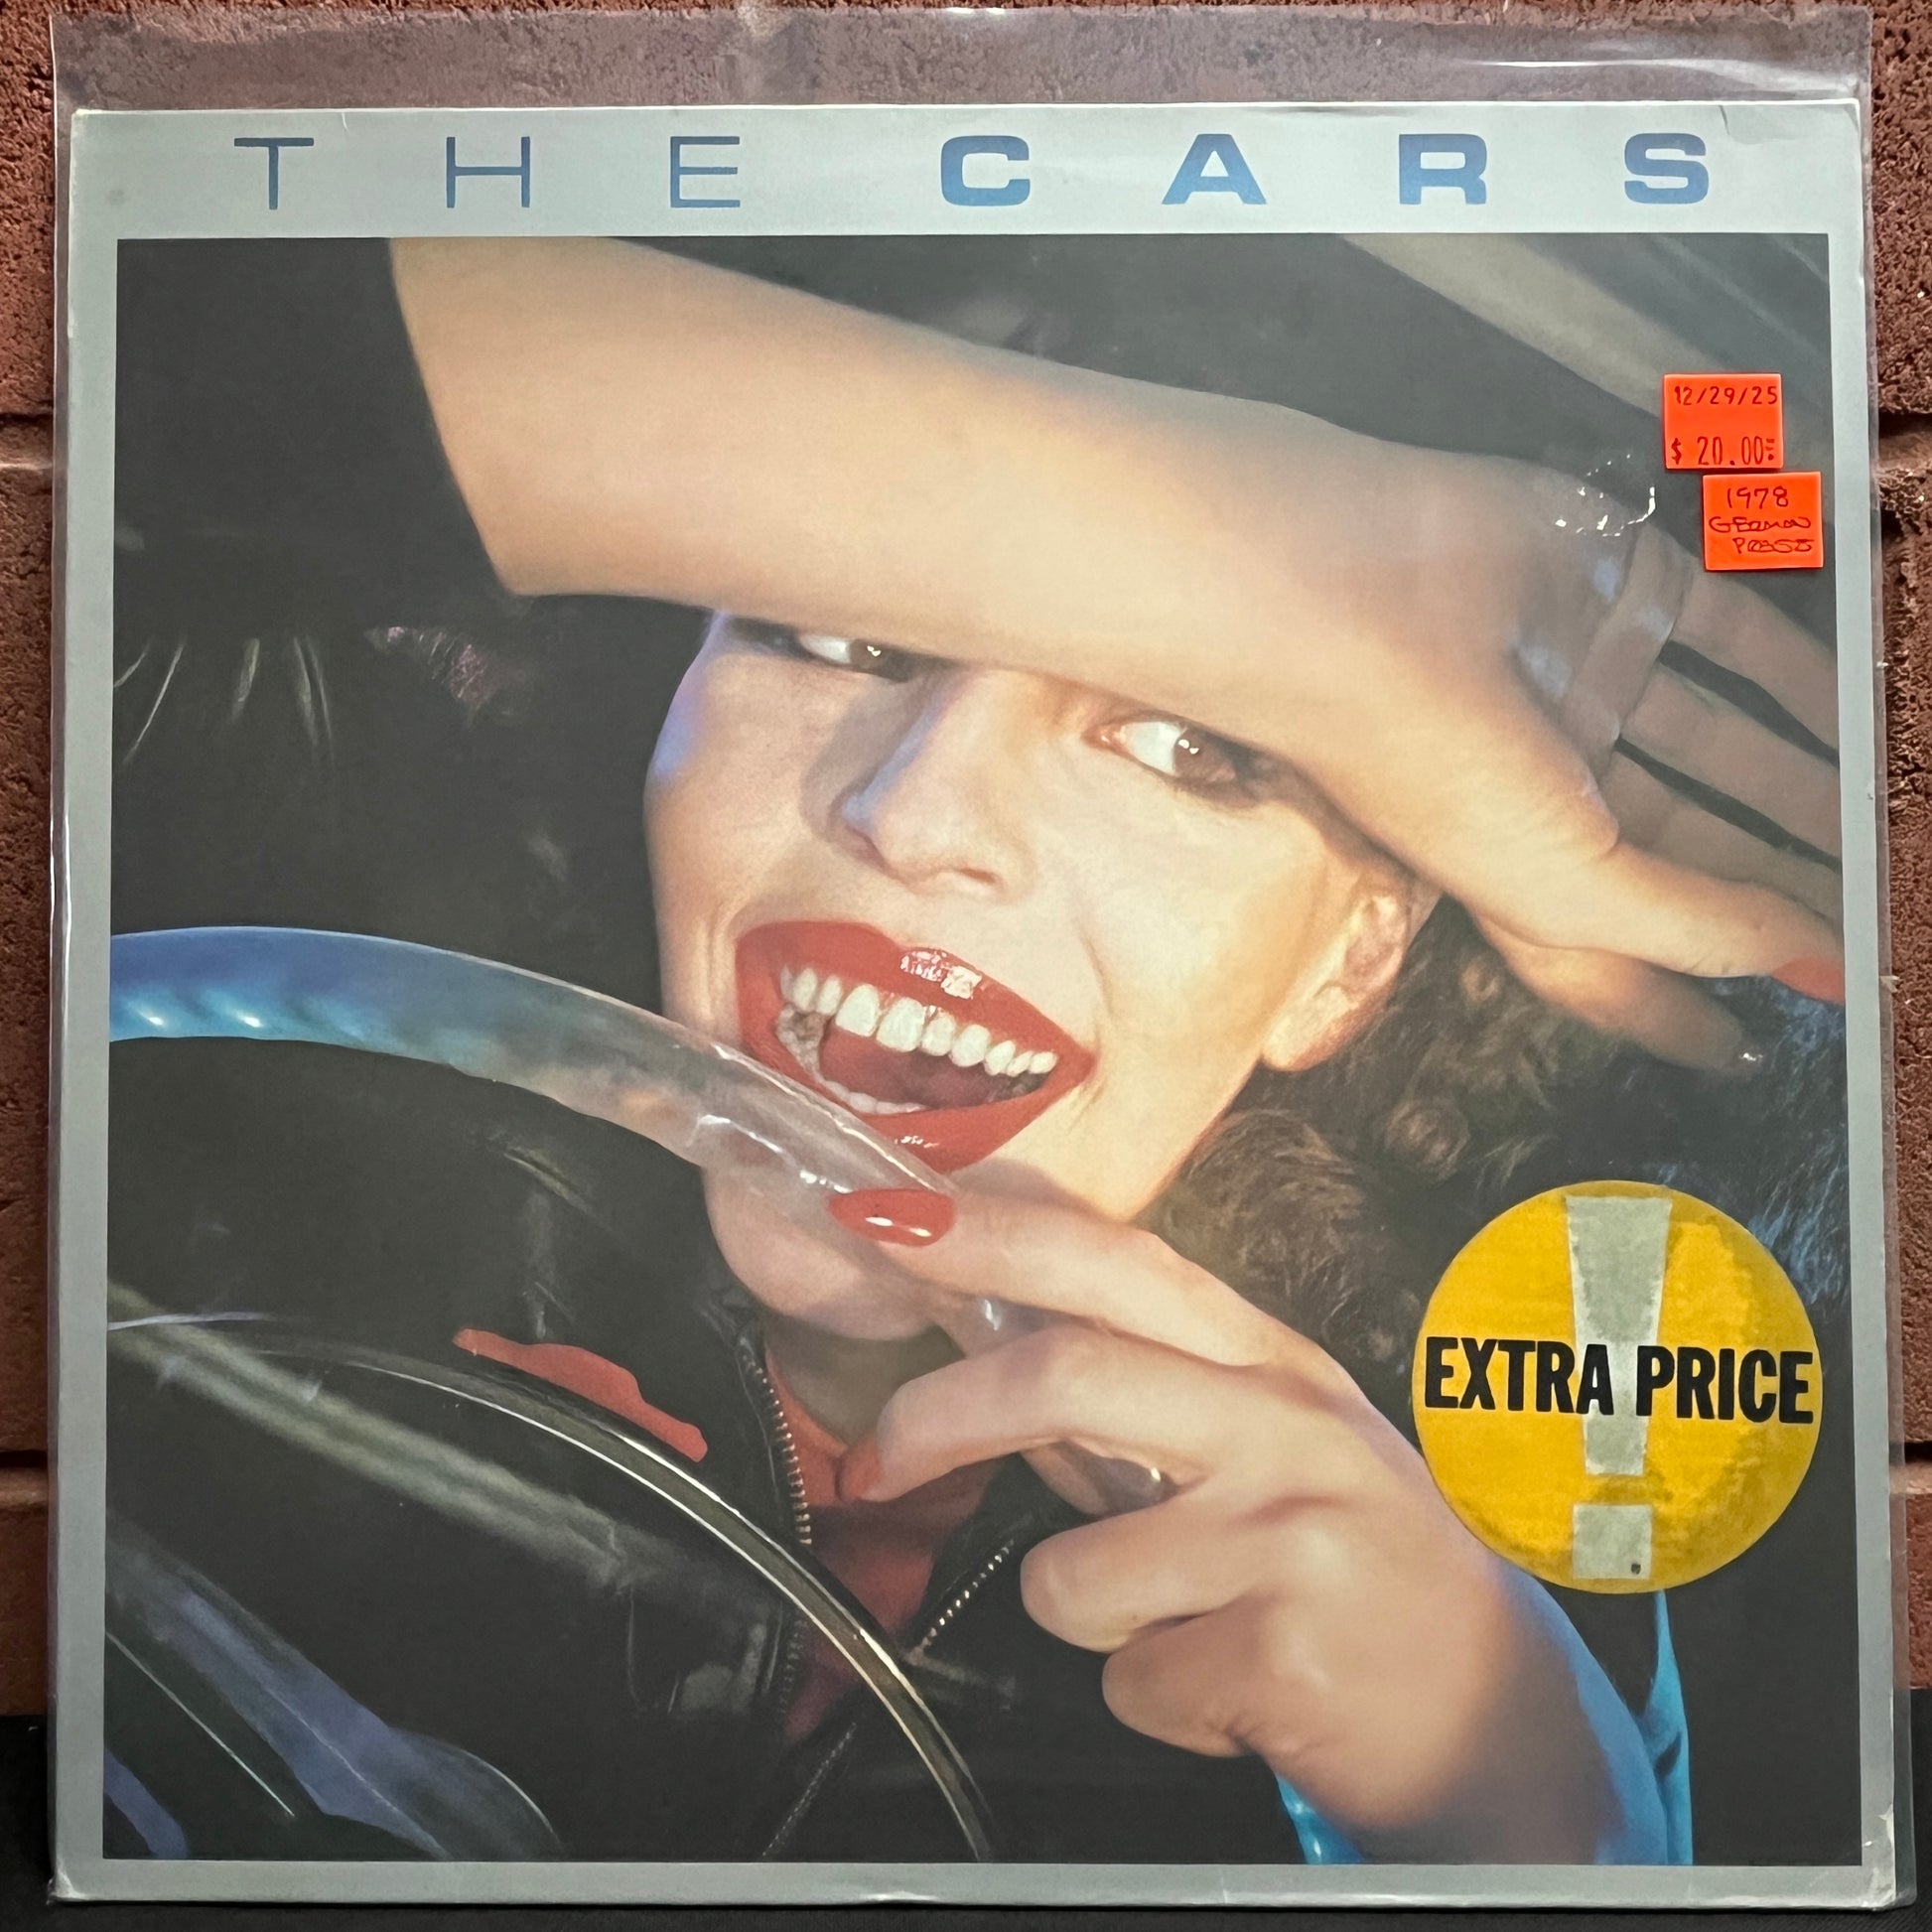 THE CARS
12/29/25
$ 20.00
1978
GERMAN
PRESS
EXTRA PRICE